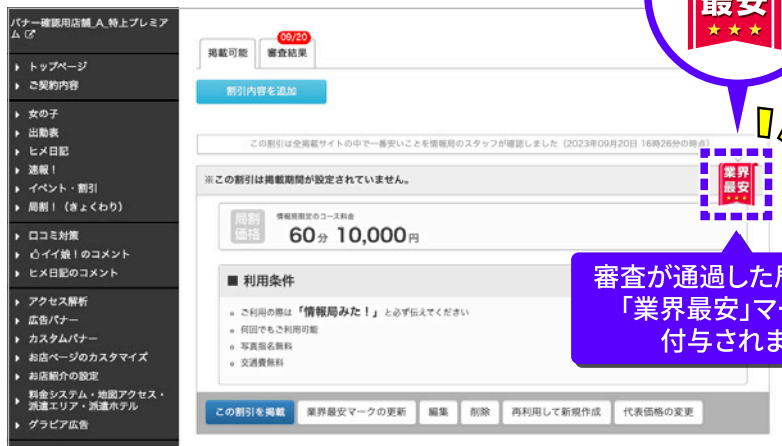 バナー確認用店舗_A_特上プレミア
ム
トップページ
ご契約内容
女の子
出勤表
ヒメ日記
速報！
イベント・割引
局割！（きょくわり）
口コミ対策
イイ娘！のコメント
ヒメ日記のコメント
アクセス解析
広告バナー
カスタムバナー
お店ページのカスタマイズ
お店紹介の設定
料金システム・地図アクセス・
派遣エリア・派遣ホテル
グラビア広告
掲載可能
09/20
審査結果
割引内容を追加
最安
この割引は全掲載サイトの中で一番安いことを情報局のスタッフが確認しました（2023年09月20日 16時26分の時点）
※この割引は掲載期間が設定されていません。
業界
最安
局割
価格
情報局限定のコース料金
60分 10,000円
■ 利用条件
ご利用の際は「情報局みた！」と必ず伝えてください
何回でもご利用可能
写真指名無料
交通費無料
審査が通過した
「業界最安」マー
付与されま
この割引を掲載
業界最安マークの更新
編集
削除
再利用して新規作成
代表価格の変更